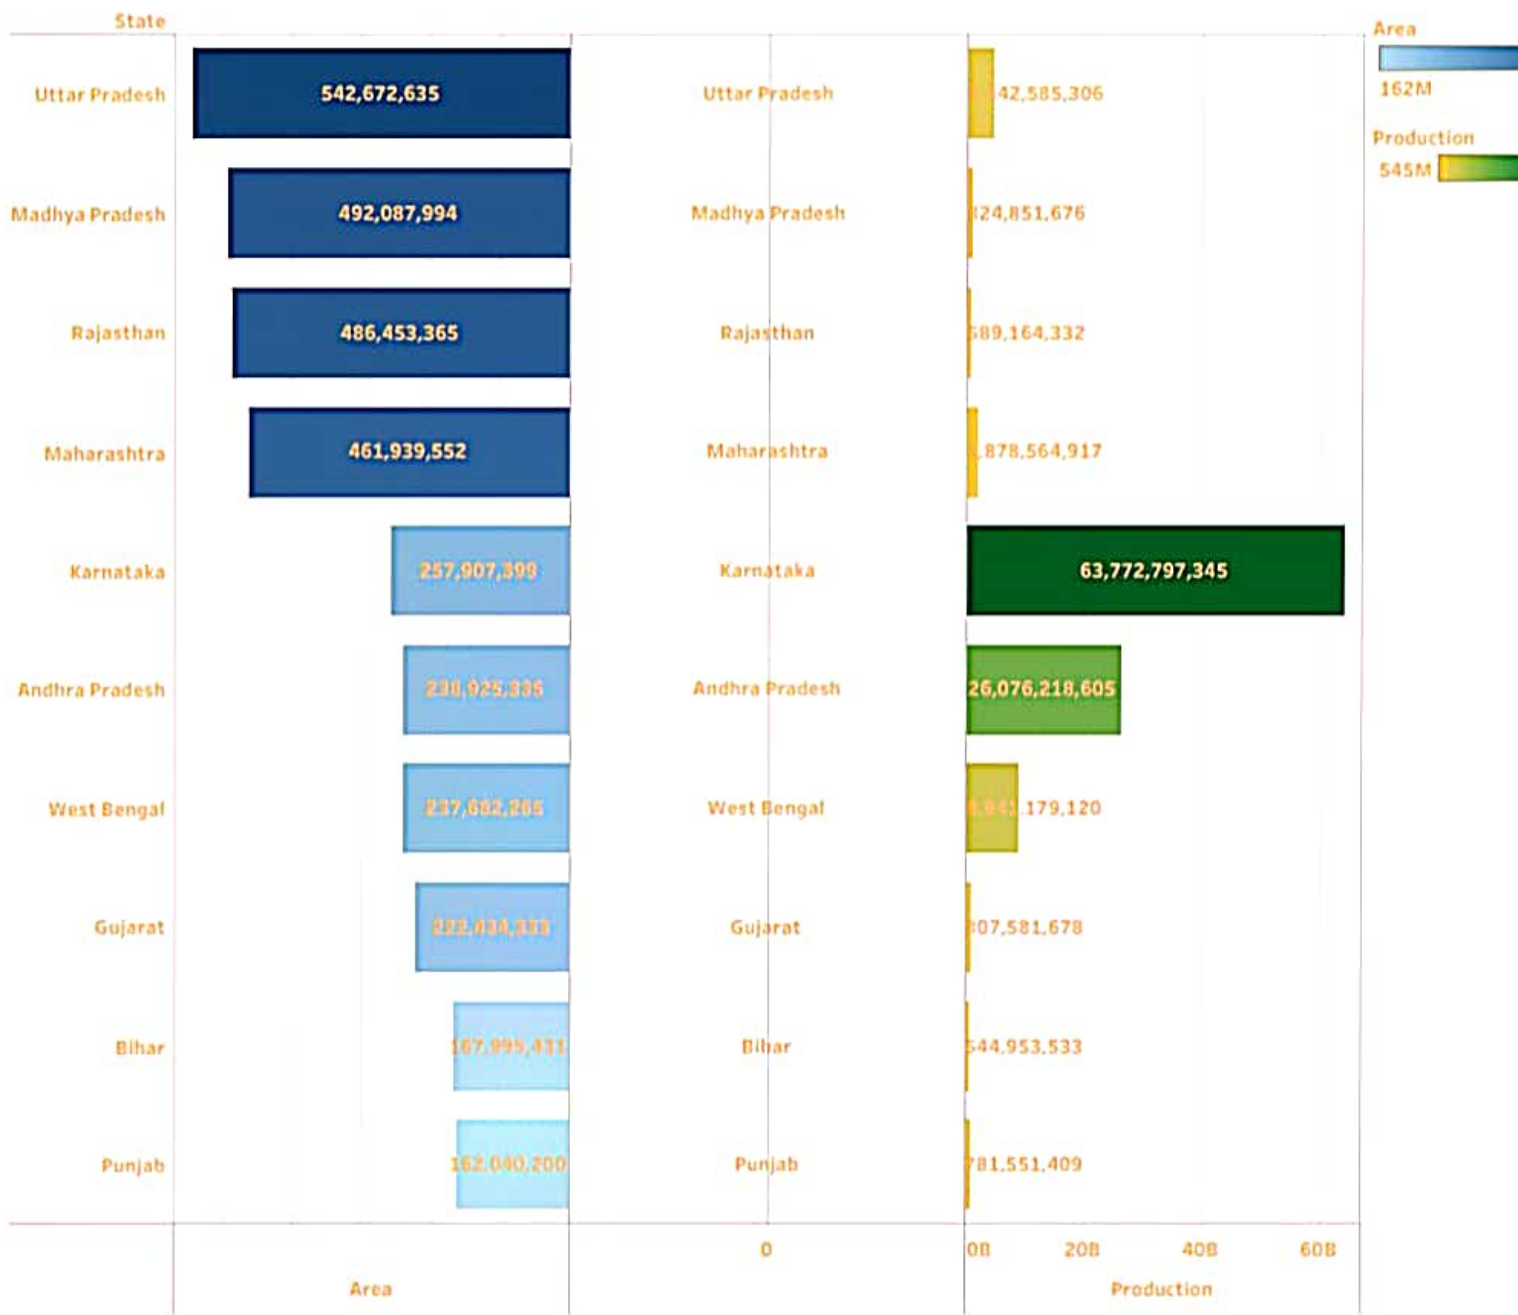 State
Area
162M
Production
545M
Uttar Pradesh 542,672,635 Uttar Pradesh 42,585,306
Madhya Pradesh 492,087,994 Madhya Pradesh 24,851,676
Rajasthan 486,453,365 Rajasthan 89,164,332
Maharashtra 461,939,552 Maharashtra ,878,564,917
Karnataka 257,907,399 Karnataka 63,772,797,345
Andhra Pradesh Andhra Pradesh 26,076,218,605
West Bengal West Bengal 179,120
Gujarat Gujarat 07,581,678
Bihar Bihar 544,953,533
Punjab 162,040,200 Punjab 781,551,409
0 0B 20B 40B 60B
Area Production